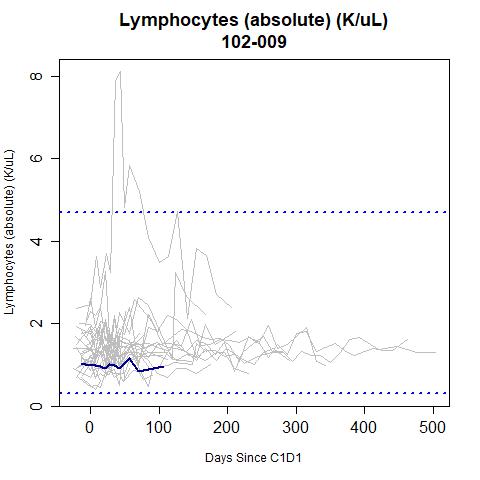 Lymphocytes (absolute) (K/uL)
102-009
Lymphocytes (absolute) (K/uL)
8
6
4
2
0
0 100 200 300 400 500
Days Since C1D1